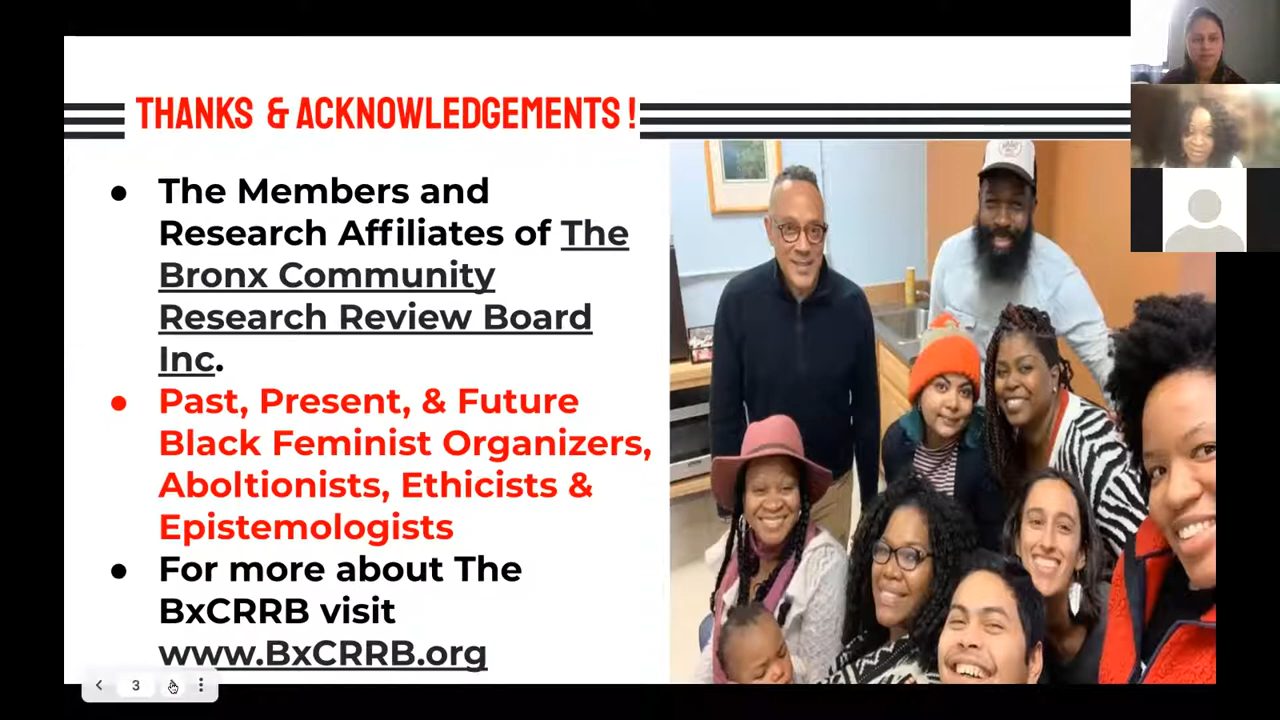 THANKS & ACKNOWLEDGEMENTS !
● The Members and
Research Affiliates of The
Bronx Community
Research Review Board
Inc.
● Past, Present, & Future
Black Feminist Organizers,
Aboltionists, Ethicists &
Epistemologists
● For more about The
BxCRRB visit
www.BxCRRB.org
3